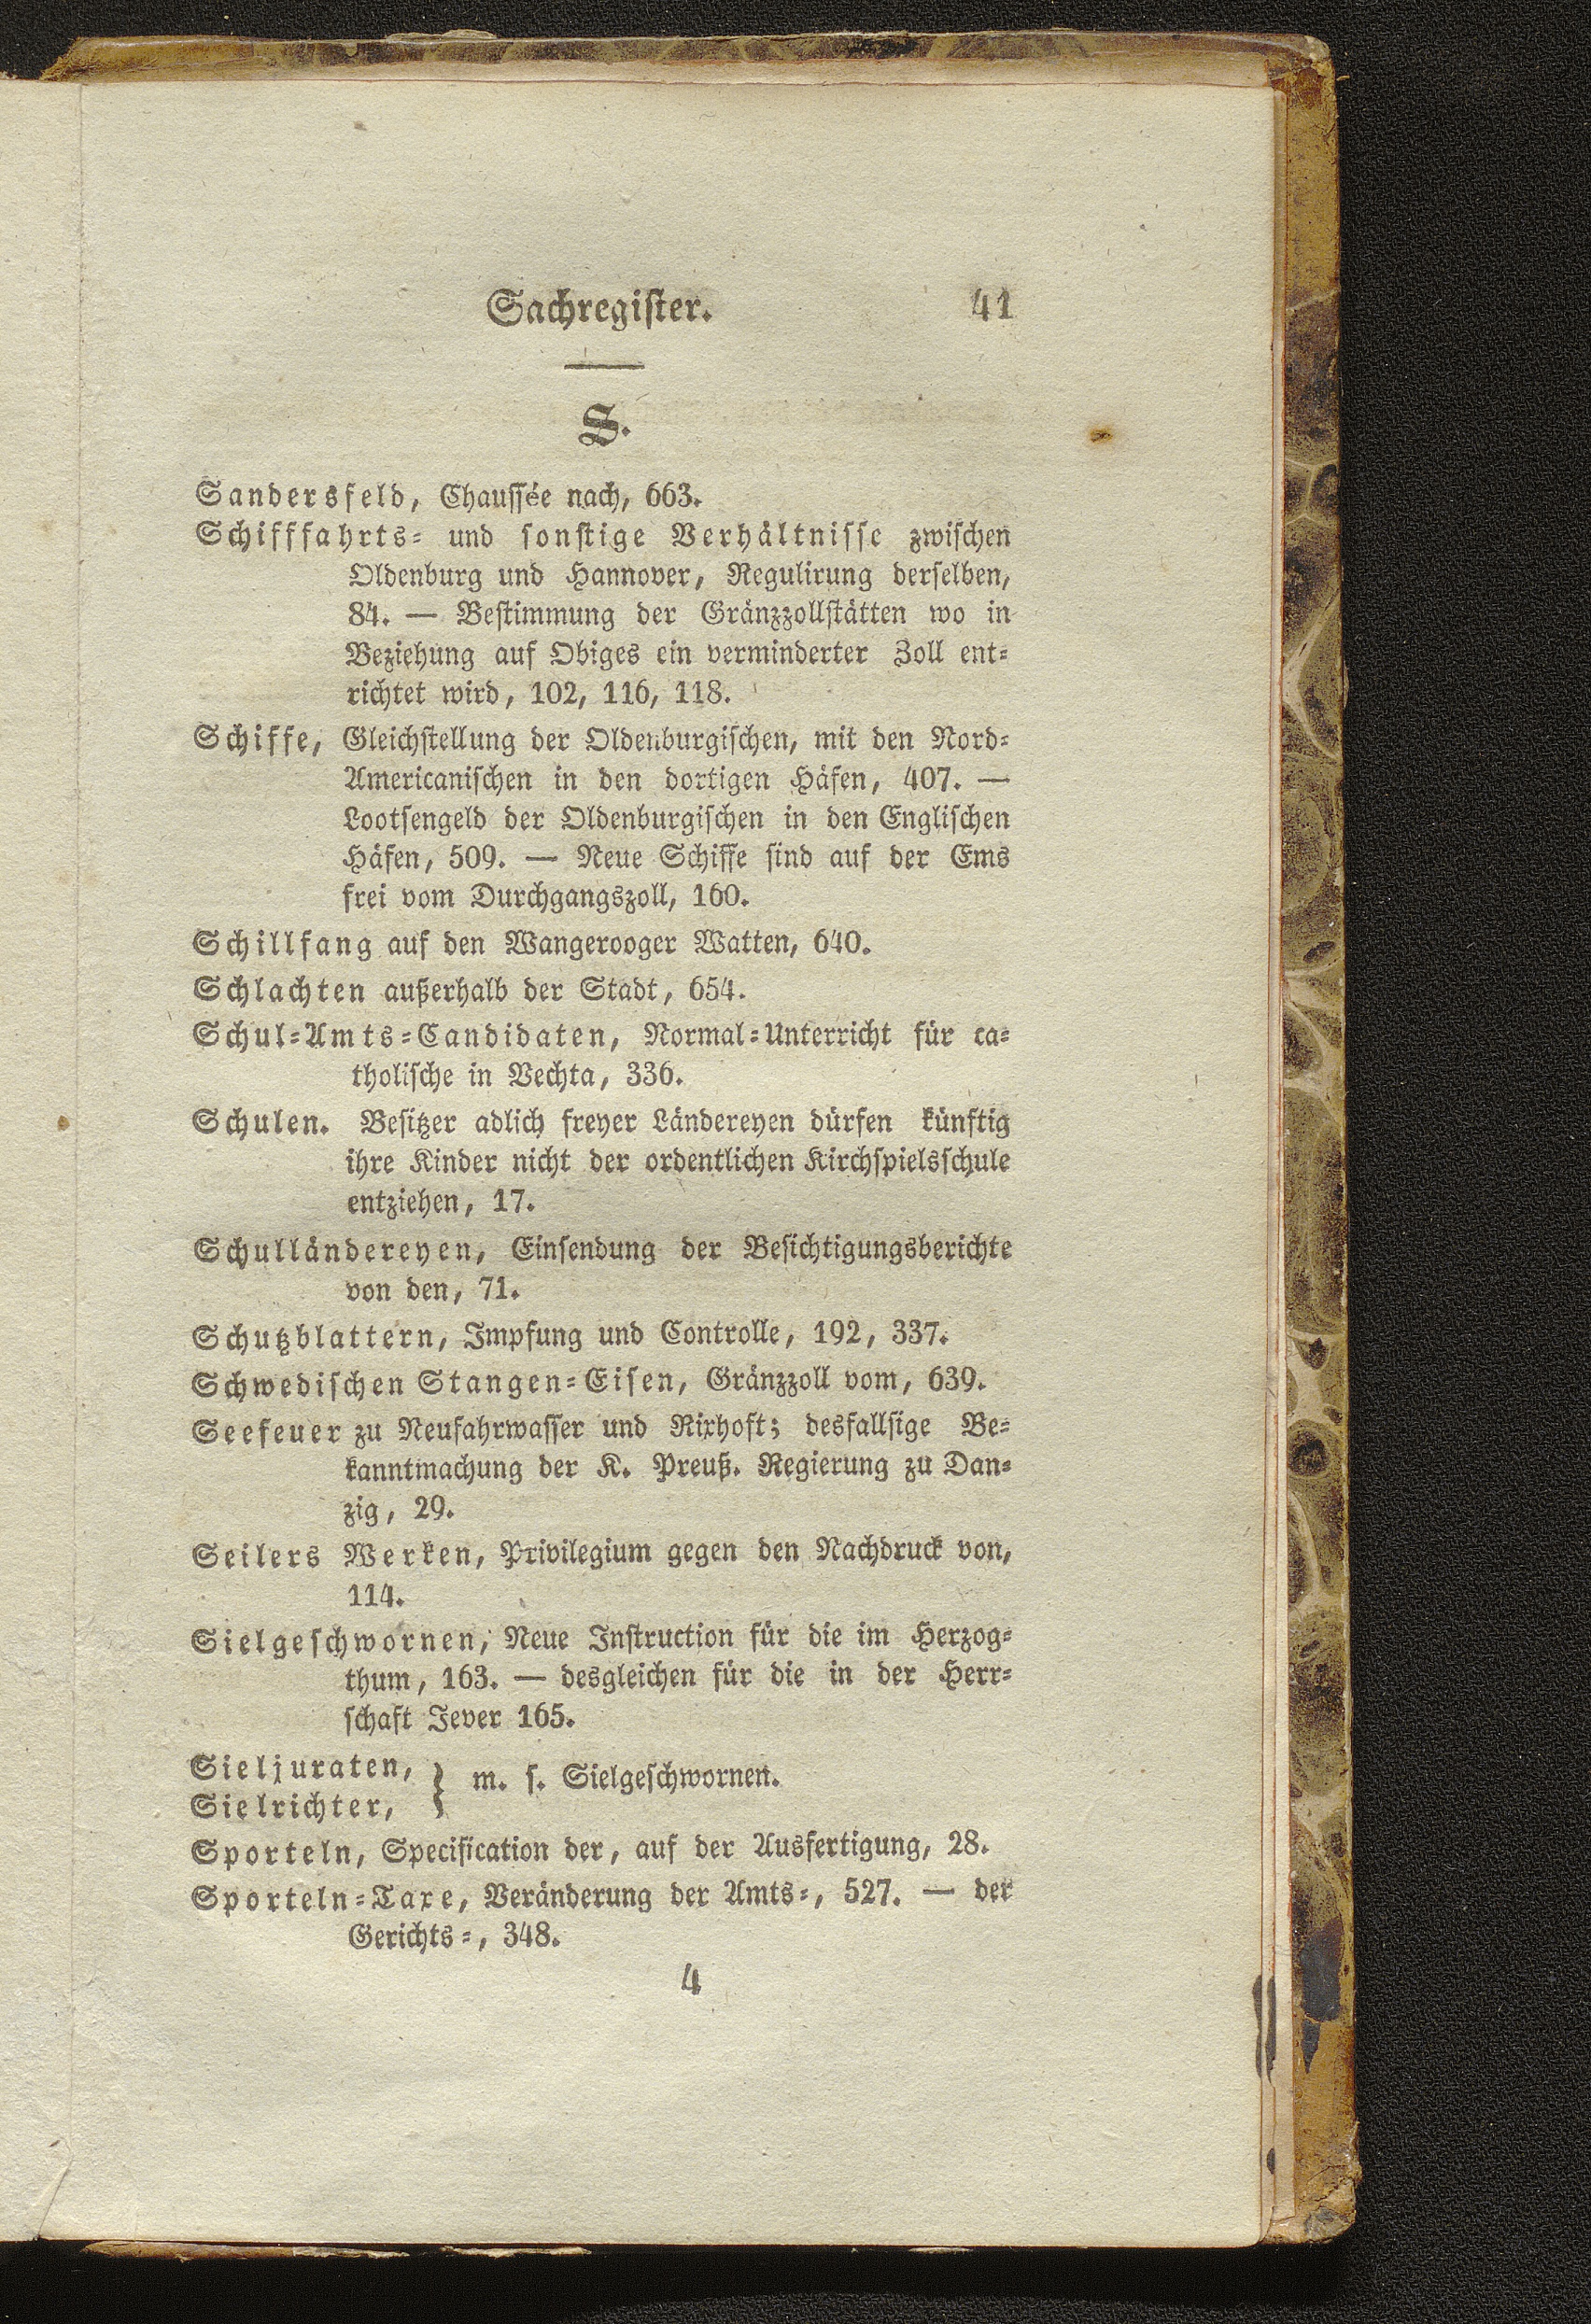 Sachregister. 41
S.
Sandersfeld, Chaussée nach, 663.
Schifffahrts= und sonstige Verhältnisse zwischen
Oldenburg und Hannover, Regulirung derselben,
84. — Bestimmung der Gränzzollstätten wo in
Beziehung auf Obiges ein verminderter Zoll ent=
richtet wird, 102, 116, 118.
Schiffe, Gleichstellung der Oldenburgischen, mit den Nord=
Americanischen in den dortigen Häfen, 407. —
Lootsengeld der Oldenburgischen in den Englischen
Häfen, 509. — Neue Schiffe sind auf der Ems
frei vom Durchgangszoll, 160.
Schillfang auf den Wangerooger Watten, 640.
Schlachten außerhalb der Stadt, 654.
Schul=Amts=Candidaten, Normal=Unterricht für ca=
tholische in Vechta, 336.
Schulen. Besitzer adlich freyer Ländereyen dürfen künftig
ihre Kinder nicht der ordentlichen Kirchspielsschule
entziehen, 17.
Schulländereyen, Einsendung der Besichtigungsberichte
von den, 71.
Schutzblattern, Impfung und Controlle, 192, 337.
Schwedischen Stangen=Eisen, Gränzzoll vom, 639.
Seefeuer zu Neufahrwasser und Rixhoft; desfallsige Be=
kanntmachung der K. Preuß. Regierung zu Dan=
zig, 29.
Seilers Werken, Privilegium gegen den Nachdruck von,
114.
Sielgeschwornen, Neue Instruction für die im Herzog=
thum, 163. — desgleichen für die in der Herr=
schaft Jever 165.
Sieljuraten, } m. s. Sielgeschwornen.
Sielrichter,
Sporteln, Specification der, auf der Ausfertigung, 28.
Sporteln=Taxe, Veränderung der Amts=, 527. — der
Gerichts=, 348.
4